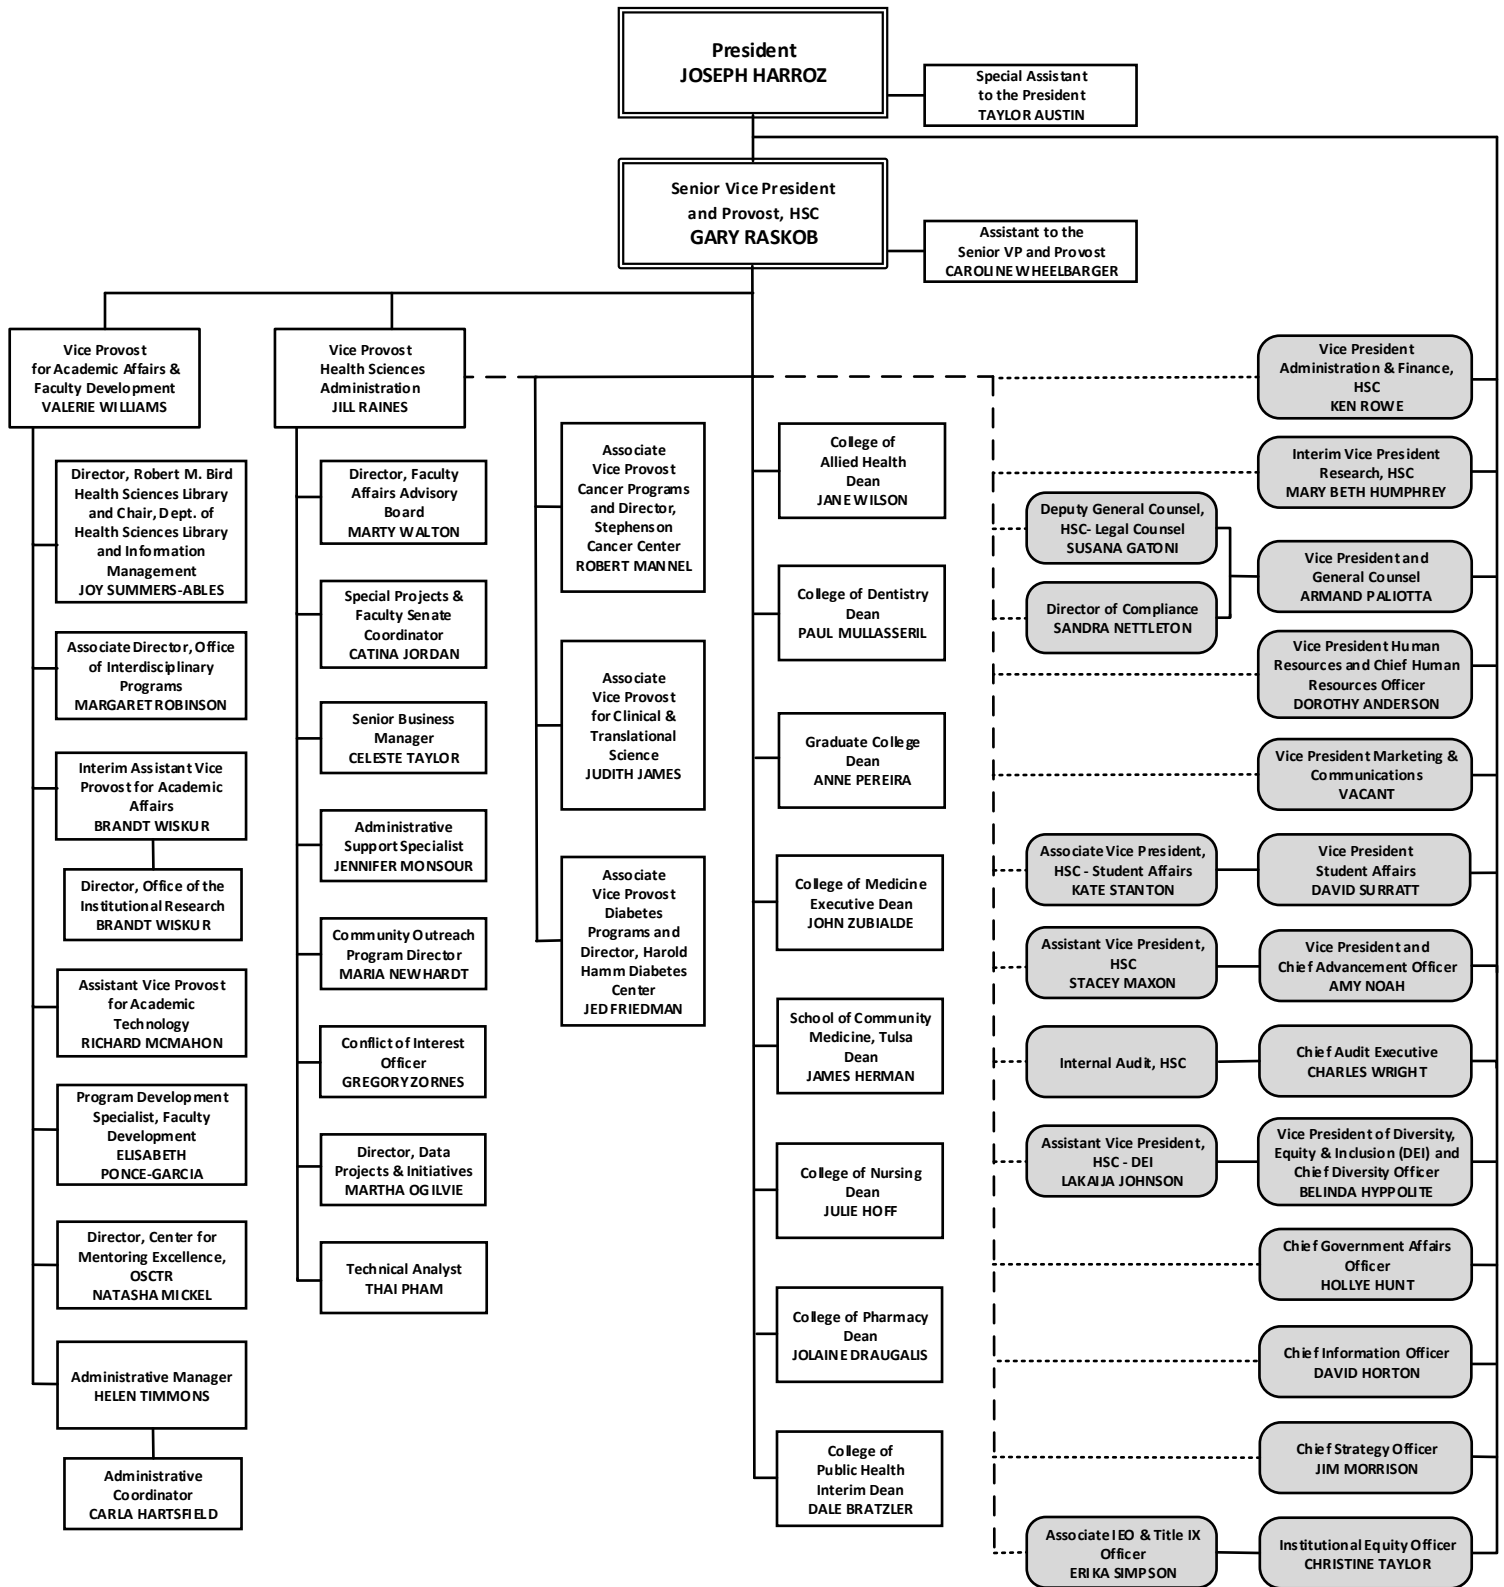 President
JOSEPH HARROZ
Special Assistant
to the President
TAYLOR AUSTIN
Senior Vice President
and Provost, HSC
GARY RASKOB
Assistant to the
Senior VP and Provost
CAROLINE WHEELBARGER
Vice Provost
for Academic Affairs &
Faculty Development
VALERIE WILLIAMS
Director, Robert M. Bird
Health Sciences Library
and Chair, Dept. of
Health Sciences Library
and Information
Management
JOY SUMMERS-ABLES
Associate Director, Office
of Interdisciplinary
Programs
MARGARET ROBINSON
Interim Assistant Vice
Provost for Academic
Affairs
BRANDT WISKUR
Director, Office of the
Institutional Research
BRANDT WISKUR
Assistant Vice Provost
for Academic
Technology
RICHARD MCMAHON
Program Development
Specialist, Faculty
Development
ELISABETH
PONCE-GARCIA
Director, Center for
Mentoring Excellence,
OSCTR
NATASHA MICKEL
Administrative Manager
HELEN TIMMONS
Administrative
Coordinator
CARLA HARTSFIELD
Vice Provost
Health Sciences
Administration
JILL RAINES
Director, Faculty
Affairs Advisory
Board
MARTY WALTON
Special Projects &
Faculty Senate
Coordinator
CATINA JORDAN
Senior Business
Manager
CELESTE TAYLOR
Administrative
Support Specialist
JENNIFER MONSOUR
Community Outreach
Program Director
MARIA NEWHARDT
Conflict of Interest
Officer
GREGORY ZORNES
Director, Data
Projects & Initiatives
MARTHA OGILVIE
Technical Analyst
THAI PHAM
Associate
Vice Provost
Cancer Programs
and Director,
Stephenson
Cancer Center
ROBERT MANNEL
Associate
Vice Provost
for Clinical &
Translational
Science
JUDITH JAMES
Associate
Vice Provost
Diabetes
Programs and
Director, Harold
Hamm Diabetes
Center
JED FRIEDMAN
College of
Allied Health
Dean
JANE WILSON
College of Dentistry
Dean
PAUL MULLASSERIL
Graduate College
Dean
ANNE PEREIRA
College of Medicine
Executive Dean
JOHN ZUBIALDE
School of Community
Medicine, Tulsa
Dean
JAMES HERMAN
College of Nursing
Dean
JULIE HOFF
College of Pharmacy
Dean
JOLAINE DRAUGALIS
College of
Public Health
Interim Dean
DALE BRATZLER
Vice President
Administration & Finance,
HSC
KEN ROWE
Interim Vice President
Research, HSC
MARY BETH HUMPHREY
Deputy General Counsel,
HSC- Legal Counsel
SUSANA GATONI
Director of Compliance
SANDRA NETTLETON
Vice President and
General Counsel
ARMAND PALIOTTA
Vice President Human
Resources and Chief Human
Resources Officer
DOROTHY ANDERSON
Vice President Marketing &
Communications
VACANT
Associate Vice President,
HSC - Student Affairs
KATE STANTON
Vice President
Student Affairs
DAVID SURRATT
Assistant Vice President,
HSC
STACEY MAXON
Vice President and
Chief Advancement Officer
AMY NOAH
Internal Audit, HSC
Chief Audit Executive
CHARLES WRIGHT
Assistant Vice President,
HSC - DEI
LAKAIJA JOHNSON
Vice President of Diversity,
Equity & Inclusion (DEI) and
Chief Diversity Officer
BELINDA HYPPOLITE
Chief Government Affairs
Officer
HOLLYE HUNT
Chief Information Officer
DAVID HORTON
Chief Strategy Officer
JIM MORRISON
Associate IEO & Title IX
Officer
ERIKA SIMPSON
Institutional Equity Officer
CHRISTINE TAYLOR